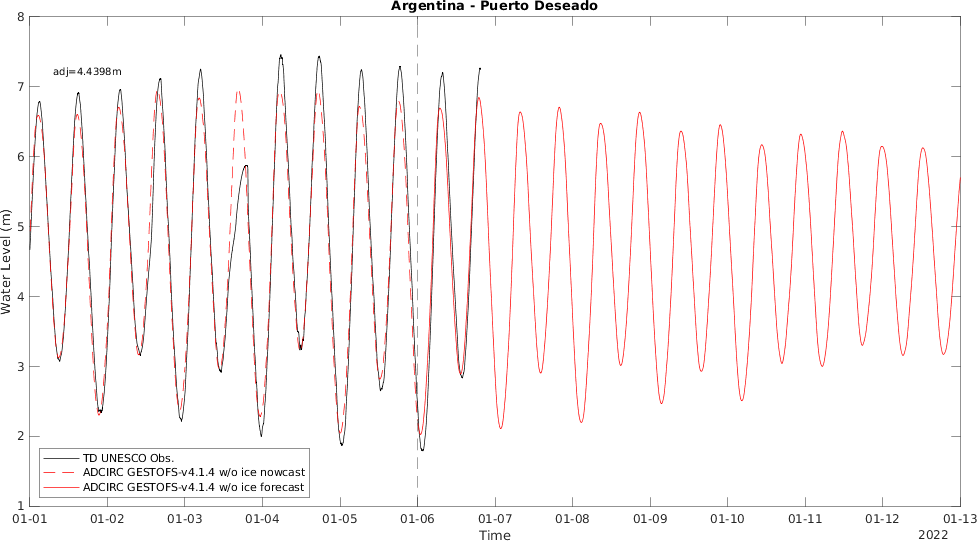 Argentina - Puerto Deseado
adj=4.4398m
8
7
6
5
4
3
2
1
Water Level (m)
TD UNESCO Obs.
ADCIRC GESTOFS-v4.1.4 w/o ice nowcast
ADCIRC GESTOFS-v4.1.4 w/o ice forecast
01-01 01-02 01-03 01-04 01-05 01-06 01-07 01-08 01-09 01-10 01-11 01-12 01-13
Time
2022